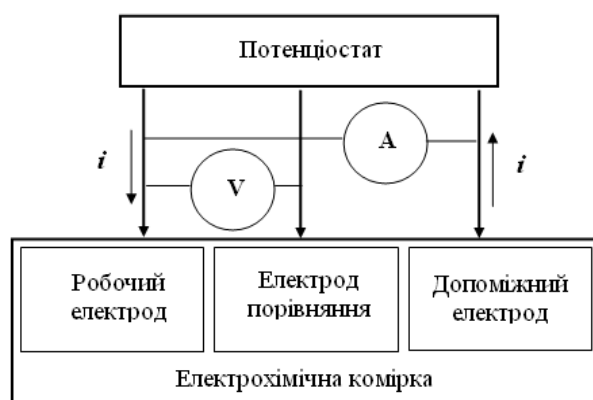 Потенціостат
A
i
i
V
Робочий
електрод
Електрод
порівняння
Допоміжний
електрод
Електрохімічна комірка